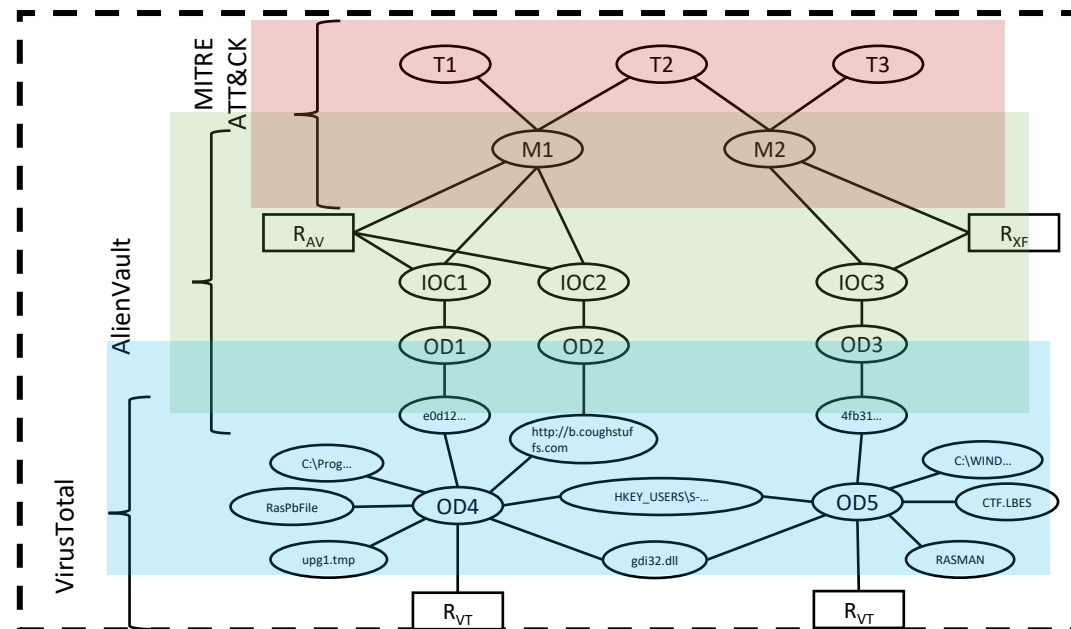 MITRE
ATT&CK
T1
T2
T3
M1
M2
R_AV
R_XF
AlienVault
IOC1
IOC2
IOC3
OD1
OD2
OD3
e0d12...
http://b.coughstuf
fs.com
4fb31...
C:\Prog...
C:\WIND...
VirusTotal
RasPbFile
OD4
HKEY_USERS\S-...
OD5
CTF.LBES
upg1.tmp
gdi32.dll
RASMAN
R_VT
R_VT